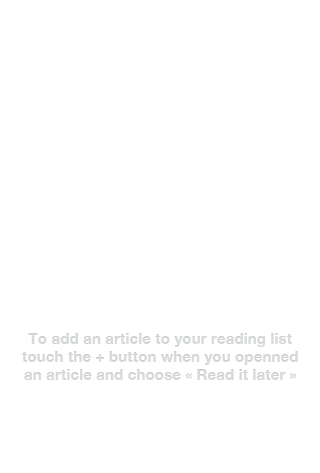 To add an article to your reading list
touch the + button when you openned
an article and choose « Read it later »